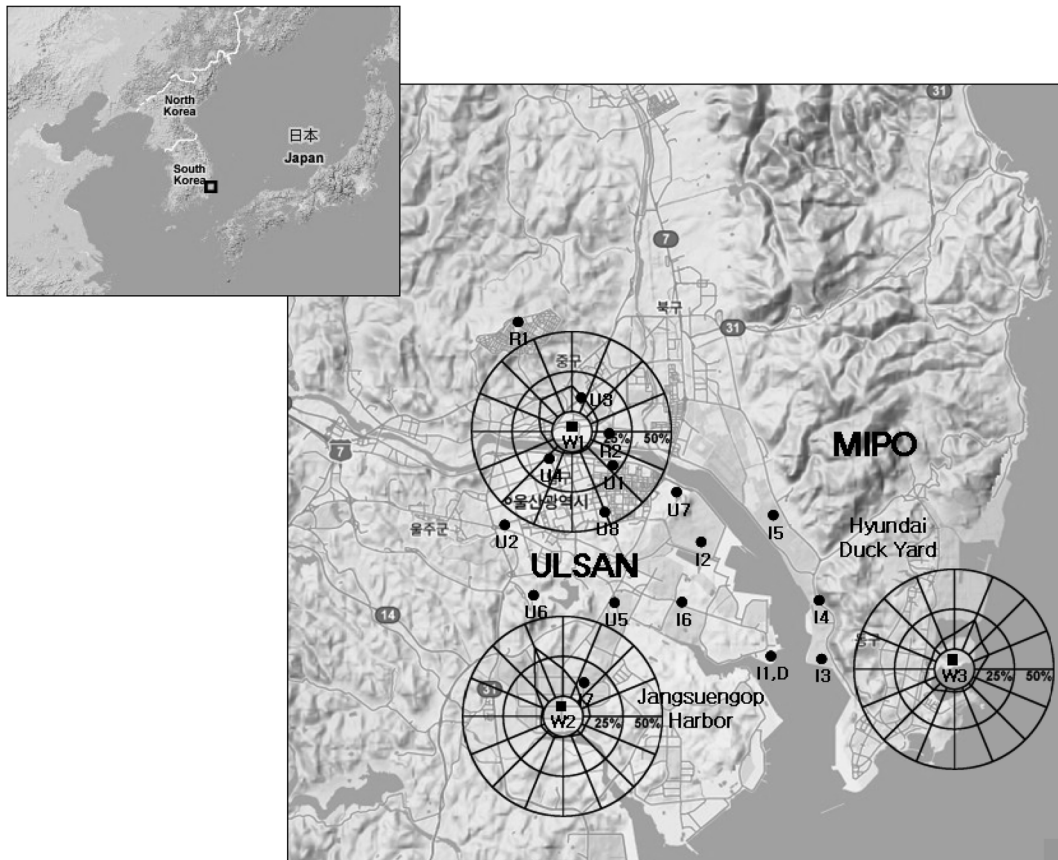 North
Korea
日本
Japan
South
Korea
31
7
북구
31
R1
중구
U3
W1
25%
50%
R2
7
U4
U1
MIPO
울산광역시
U8
U7
I5
울주군
U2
I2
Hyundai
Duck Yard
ULSAN
U6
U5
I6
I4
14
I1,D
I3
W3
25%
50%
31
I7
Jangsuengop
Harbor
W2
25%
50%